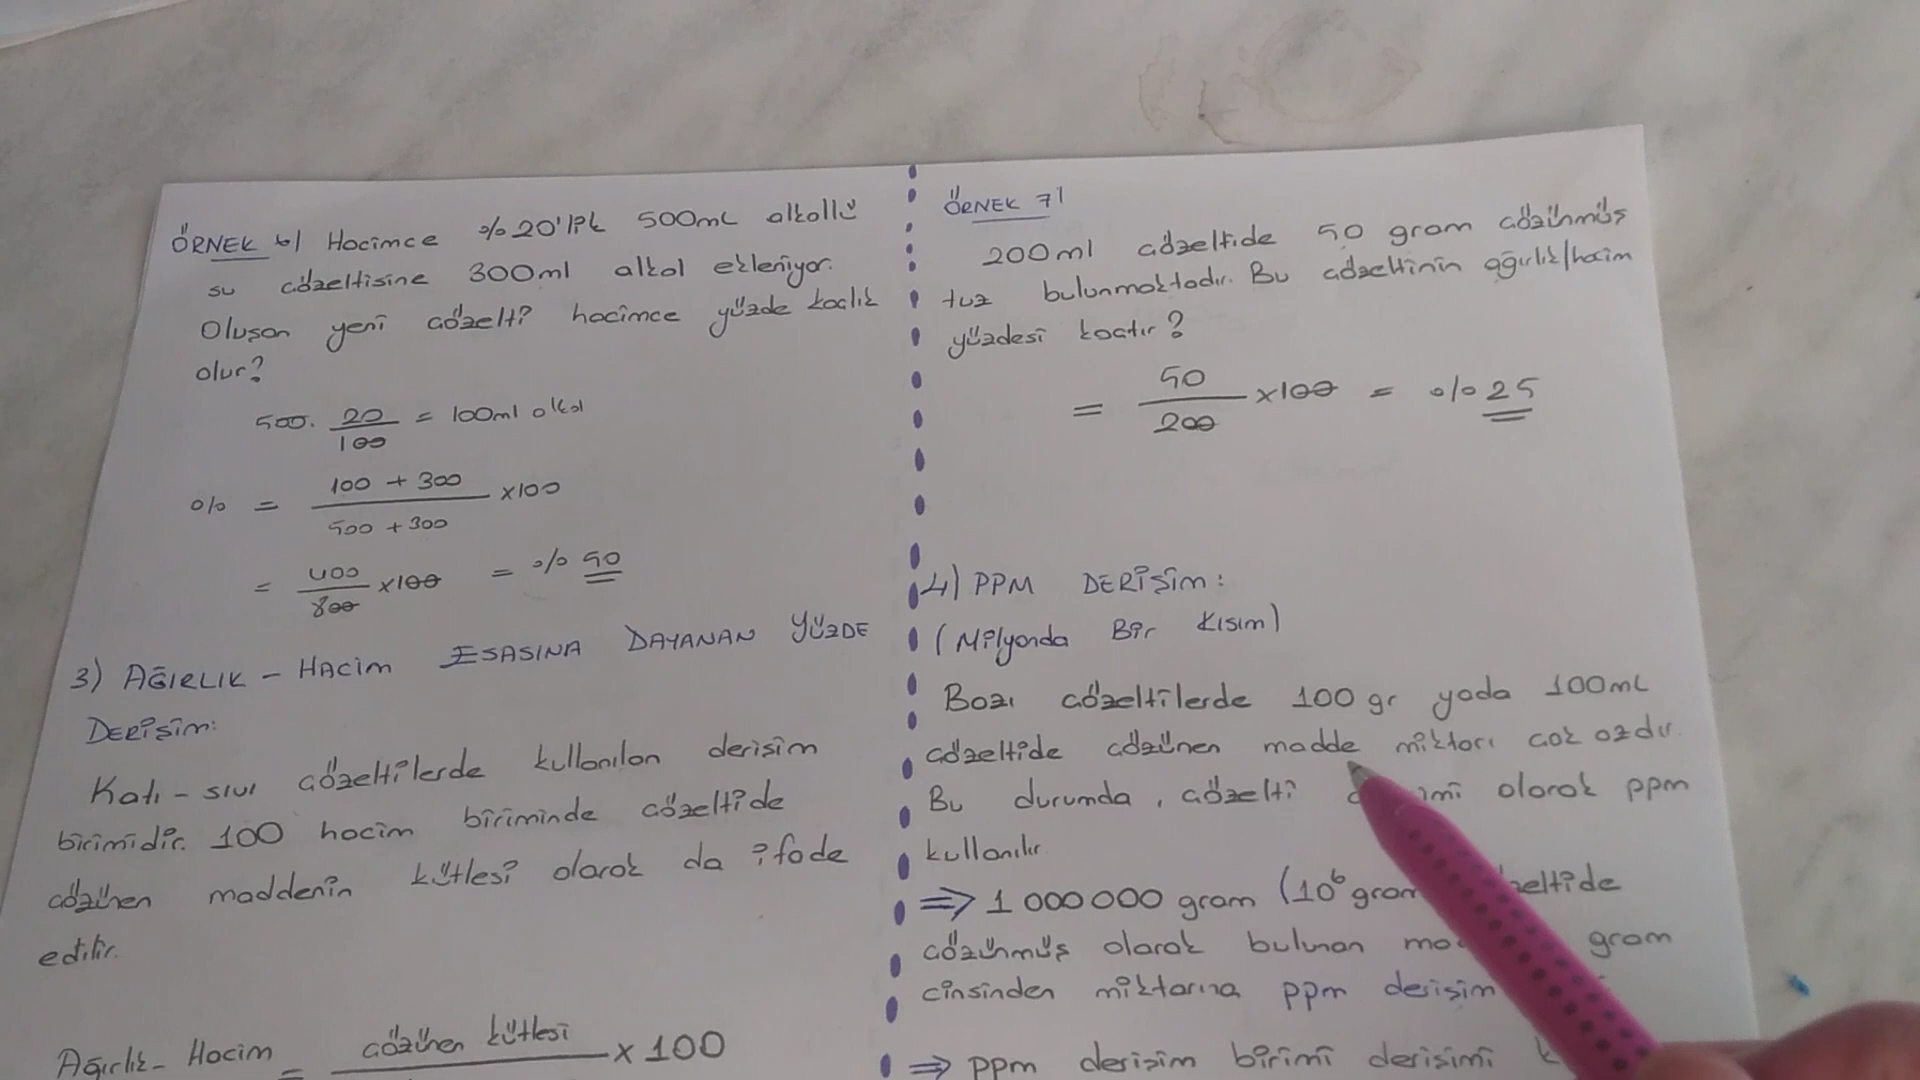 ÖRNEK 6/ Hacimce %20'lik 500mL alkollü
su çözeltisine 300ml alkol ekleniyor.
Oluşan yeni çözelti hacimce yüzde kaçlık
olur?
500. 20/100 = 100ml alkol
% = 100 + 300 / 500 + 300 x100
= 400/800 x100 = %50
3) AĞIRLIK - HACİM ESASINA DAYANAN YÜZDE
DERİŞİM:
Katı - sıvı çözeltilerde kullanılan derişim
birimidir. 100 hacim biriminde çözeltide
çözünen maddenin kütlesi olarak da ifade
edilir.
Ağırlık - Hacim = çözünen kütlesi x 100
ÖRNEK 7/
200ml çözeltide 50 gram çözünmüş
tuz bulunmaktadır. Bu çözeltinin ağırlık/hacim
yüzdesi kaçtır?
= 50/200 x100 = %25
4) PPM DERİŞİM:
(Milyonda Bir Kısım)
Bazı çözeltilerde 100 gr yada 100mL
çözeltide çözünen madde miktarı çok azdır.
Bu durumda, çözelti olarak ppm
kullanılır.
⇒ 1 000 000 gram (10⁶ gram
çözünmüş olarak bulunan gram
cinsinden miktarına ppm derişim
⇒ ppm derişim birimi derişimi